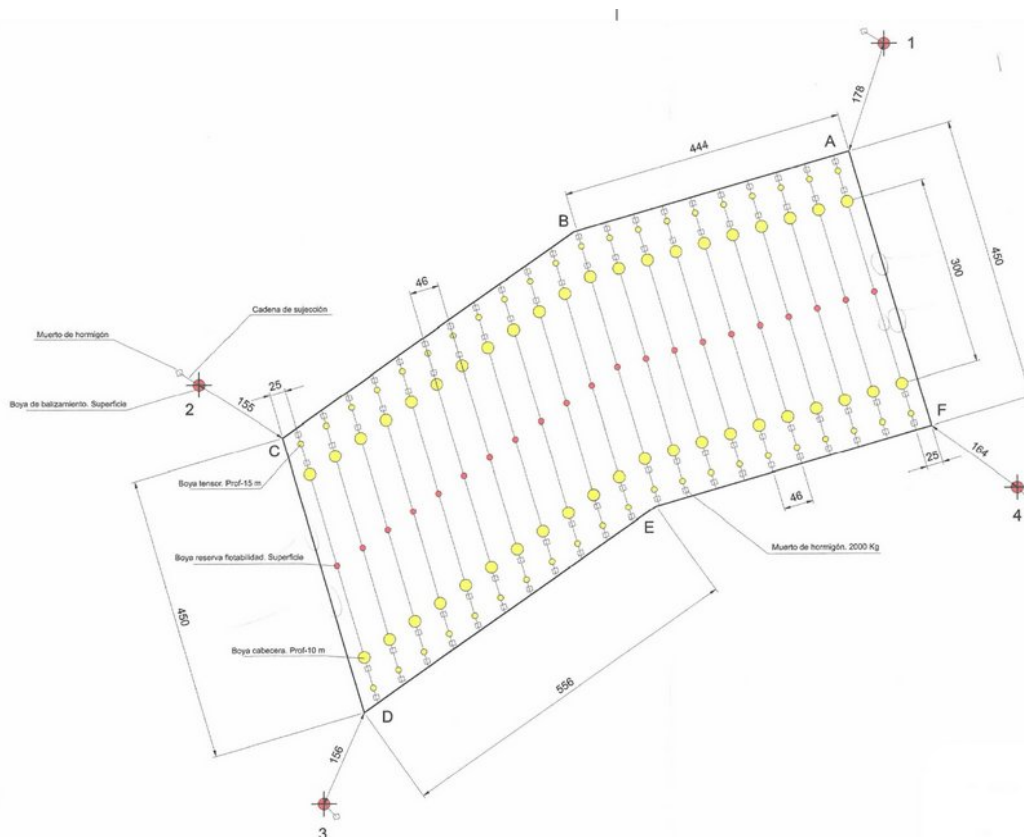 1
178
A
444
B
450
300
46
Cadena de sujección
Muerto de hormigón
25
155
Boya de balizamiento. Superficie
2
C
F
164
25
4
Boya tensor. Prof-15 m
46
E
Muerto de hormigón. 2000 Kg
Boya reserva flotabilidad. Superficie
450
Boya cabecera. Prof-10 m
556
D
156
3